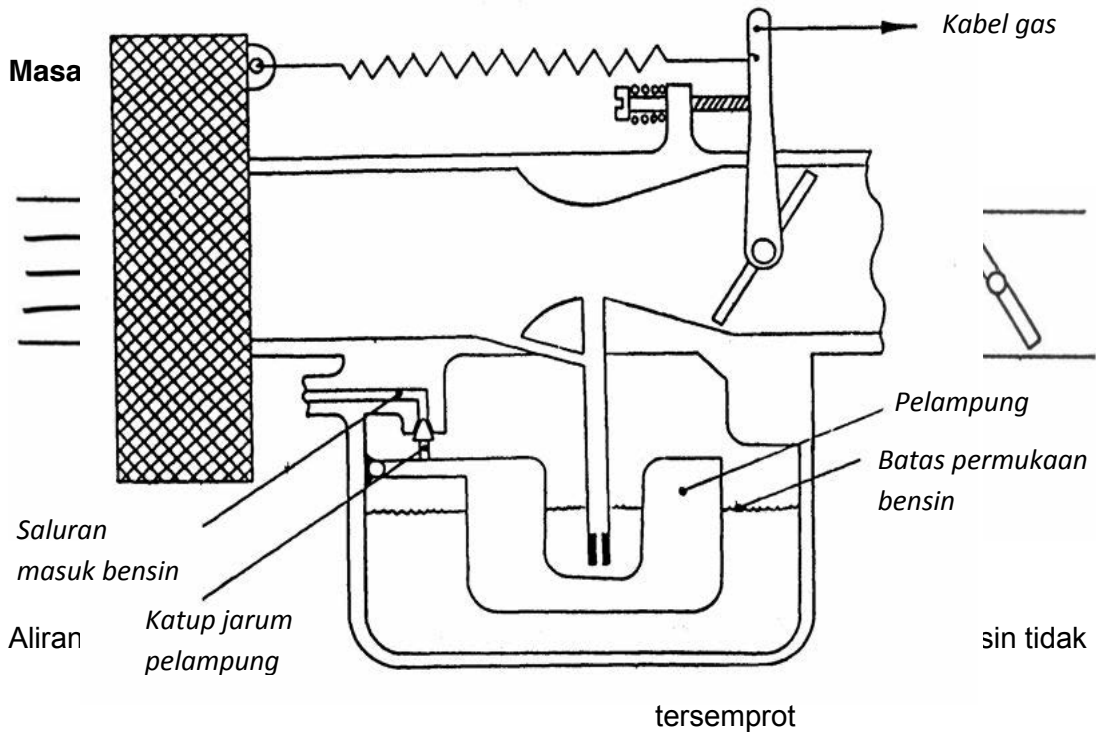 Kabel gas
Masa
Pelampung
Batas permukaan
bensin
Saluran
masuk bensin
Katup jarum
pelampung
Aliran
sin tidak
tersemprot